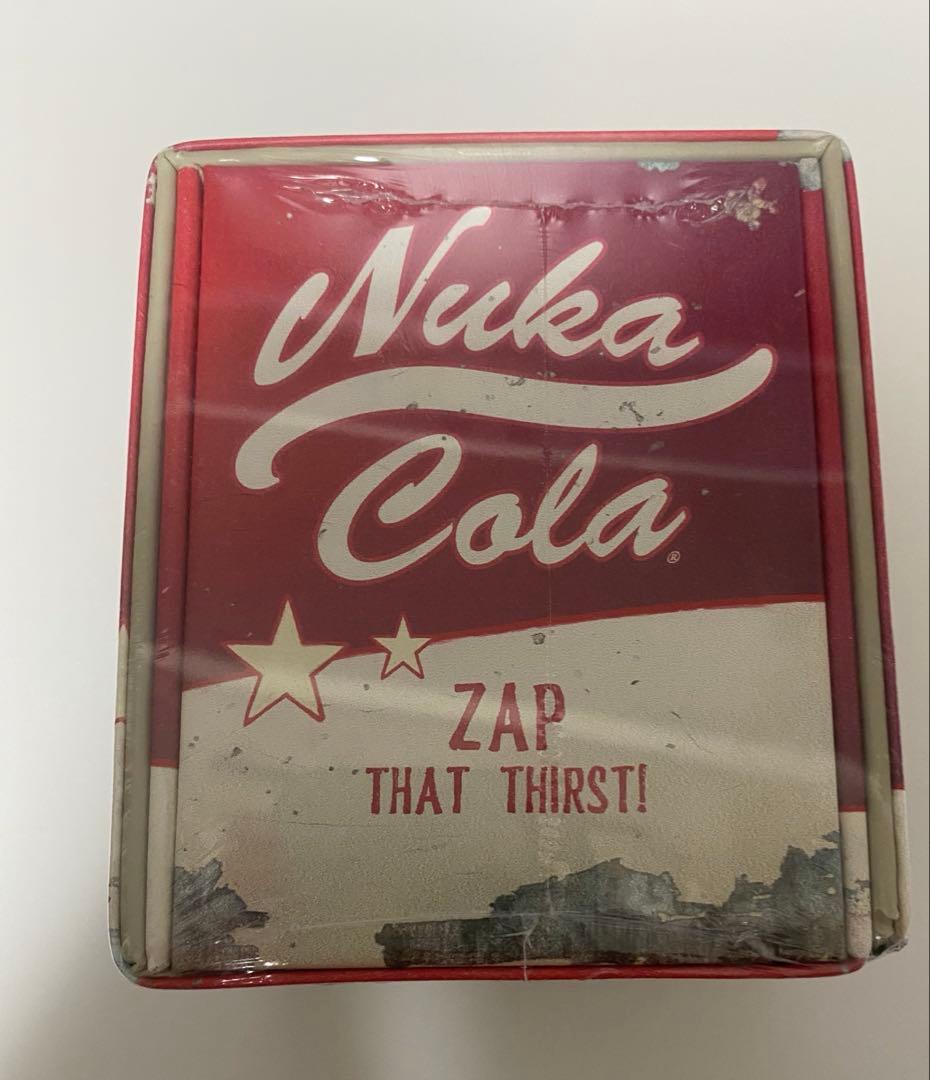 Nuka
Cola®
ZAP
THAT THIRST!